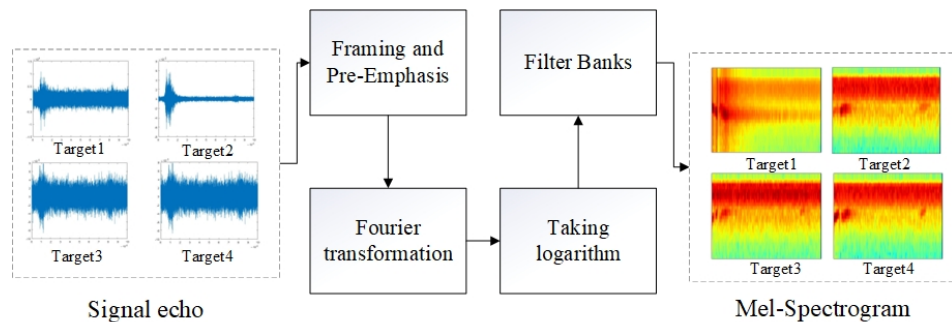 Framing and
Pre-Emphasis
Filter Banks
Target1
Target2
Target3
Target4
Fourier
transformation
Taking
logarithm
Target1
Target2
Target3
Target4
Signal echo
Mel-Spectrogram